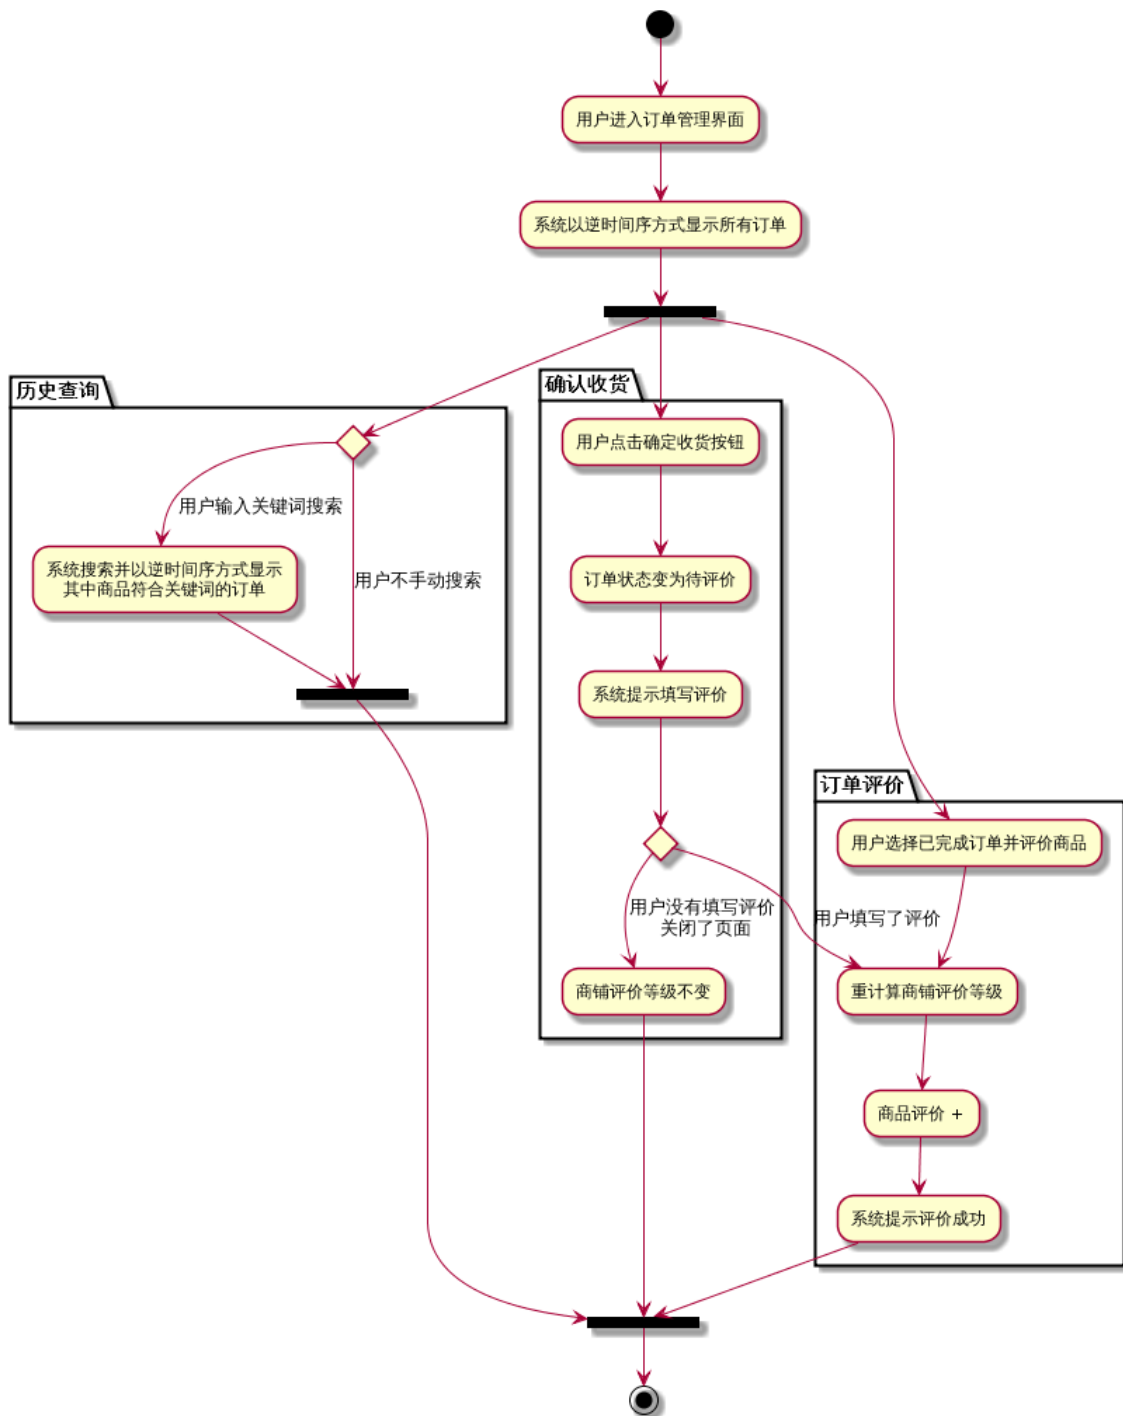 用户进入订单管理界面
系统以逆时间序方式显示所有订单
历史查询
用户输入关键词搜索
系统搜索并以逆时间序方式显示
其中商品符合关键词的订单
用户不手动搜索
确认收货
用户点击确定收货按钮
订单状态变为待评价
系统提示填写评价
用户没有填写评价
关闭了页面
商铺评价等级不变
订单评价
用户选择已完成订单并评价商品
用户填写了评价
重计算商铺评价等级
商品评价 +
系统提示评价成功